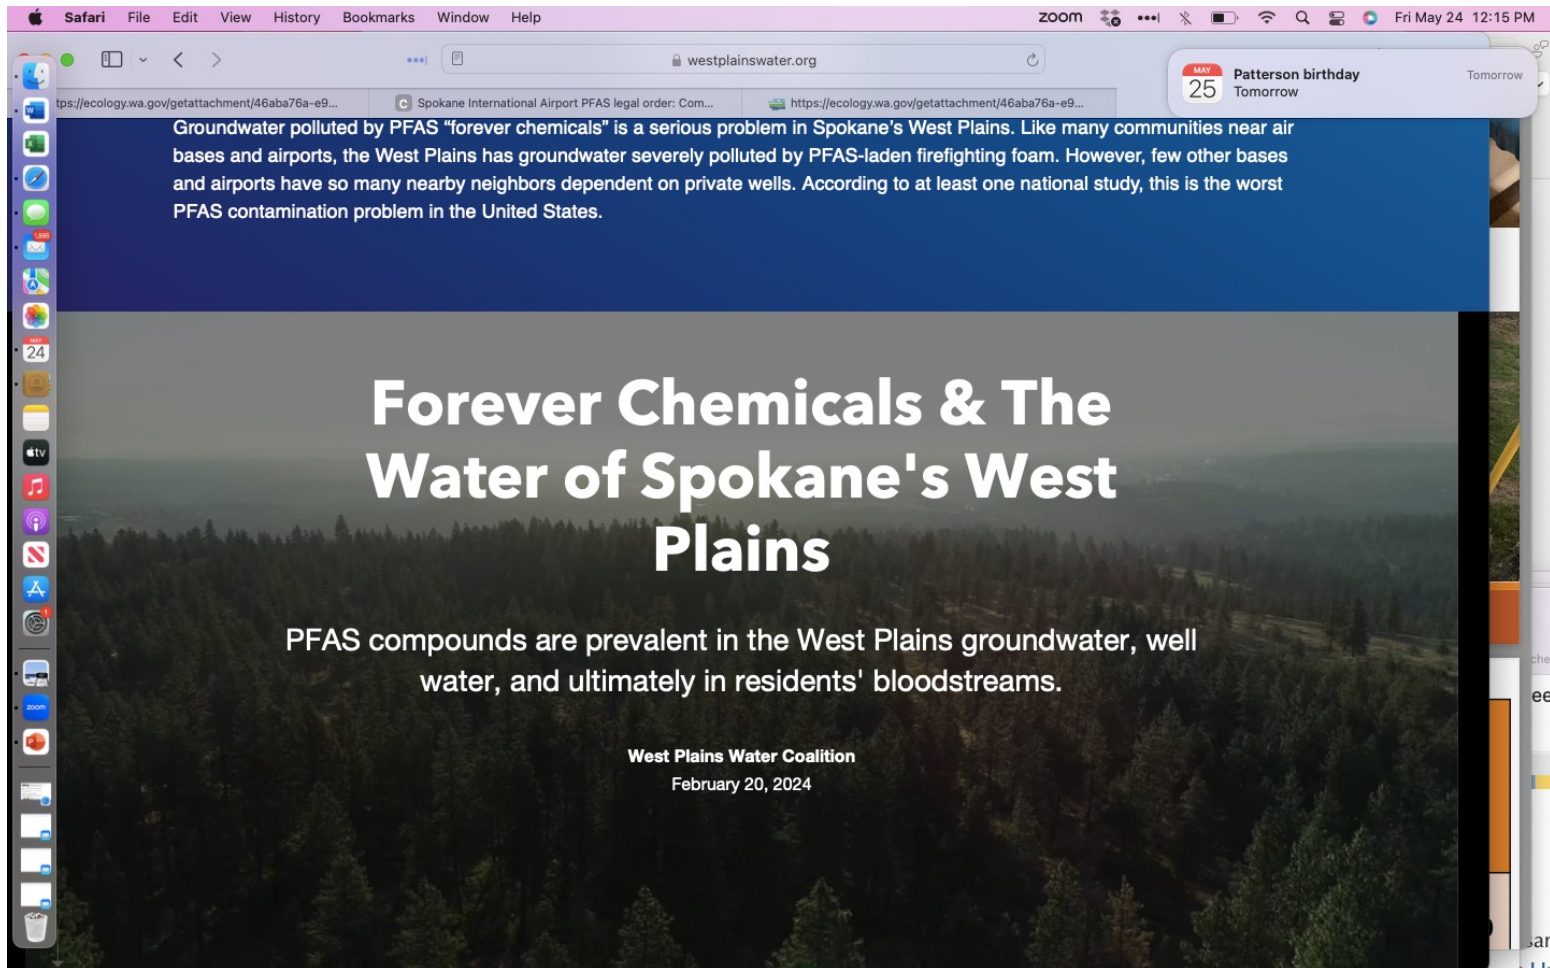 Safari File Edit View History Bookmarks Window Help zoom Fri May 24 12:15 PM
westplainswater.org
MAY 25 Patterson birthday Tomorrow
Tomorrow
tps://ecology.wa.gov/getattachment/46aba76a-e9... C Spokane International Airport PFAS legal order: Com... https://ecology.wa.gov/getattachment/46aba76a-e9...
Groundwater polluted by PFAS “forever chemicals” is a serious problem in Spokane’s West Plains. Like many communities near air
bases and airports, the West Plains has groundwater severely polluted by PFAS-laden firefighting foam. However, few other bases
and airports have so many nearby neighbors dependent on private wells. According to at least one national study, this is the worst
PFAS contamination problem in the United States.
MAY
24
tv
Forever Chemicals & The
Water of Spokane's West
Plains
PFAS compounds are prevalent in the West Plains groundwater, well
water, and ultimately in residents' bloodstreams.
zoom
West Plains Water Coalition
February 20, 2024